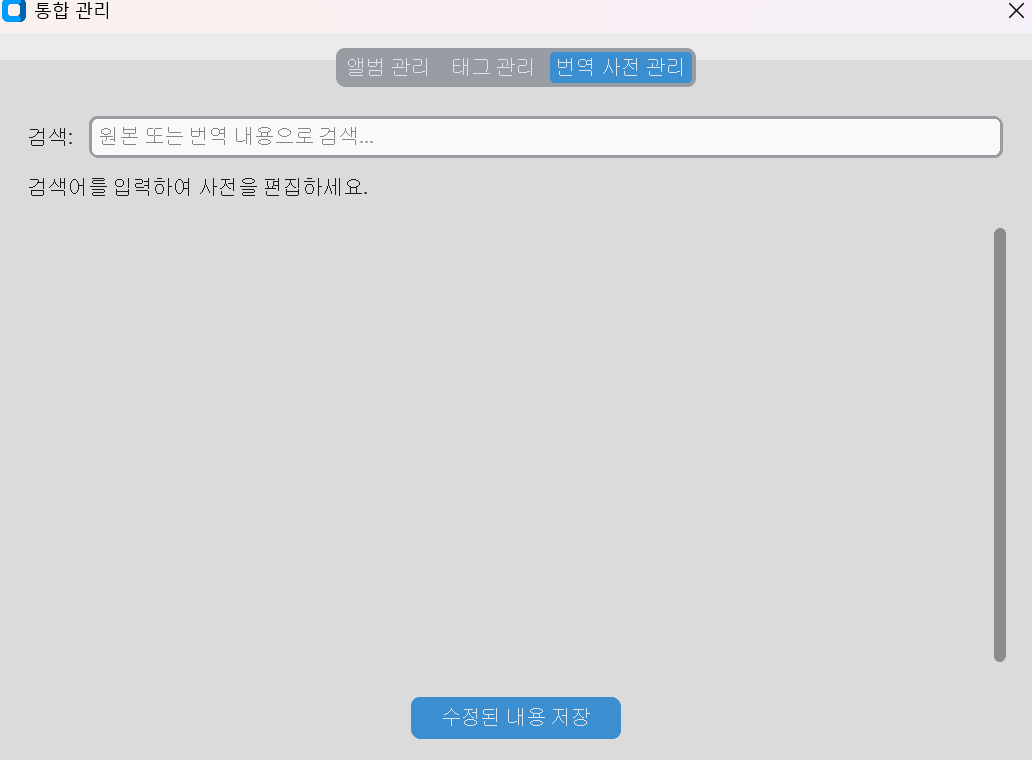 통합 관리
앨범 관리 태그 관리 번역 사전 관리
검색: 원본 또는 번역 내용으로 검색...
검색어를 입력하여 사전을 편집하세요.
수정된 내용 저장